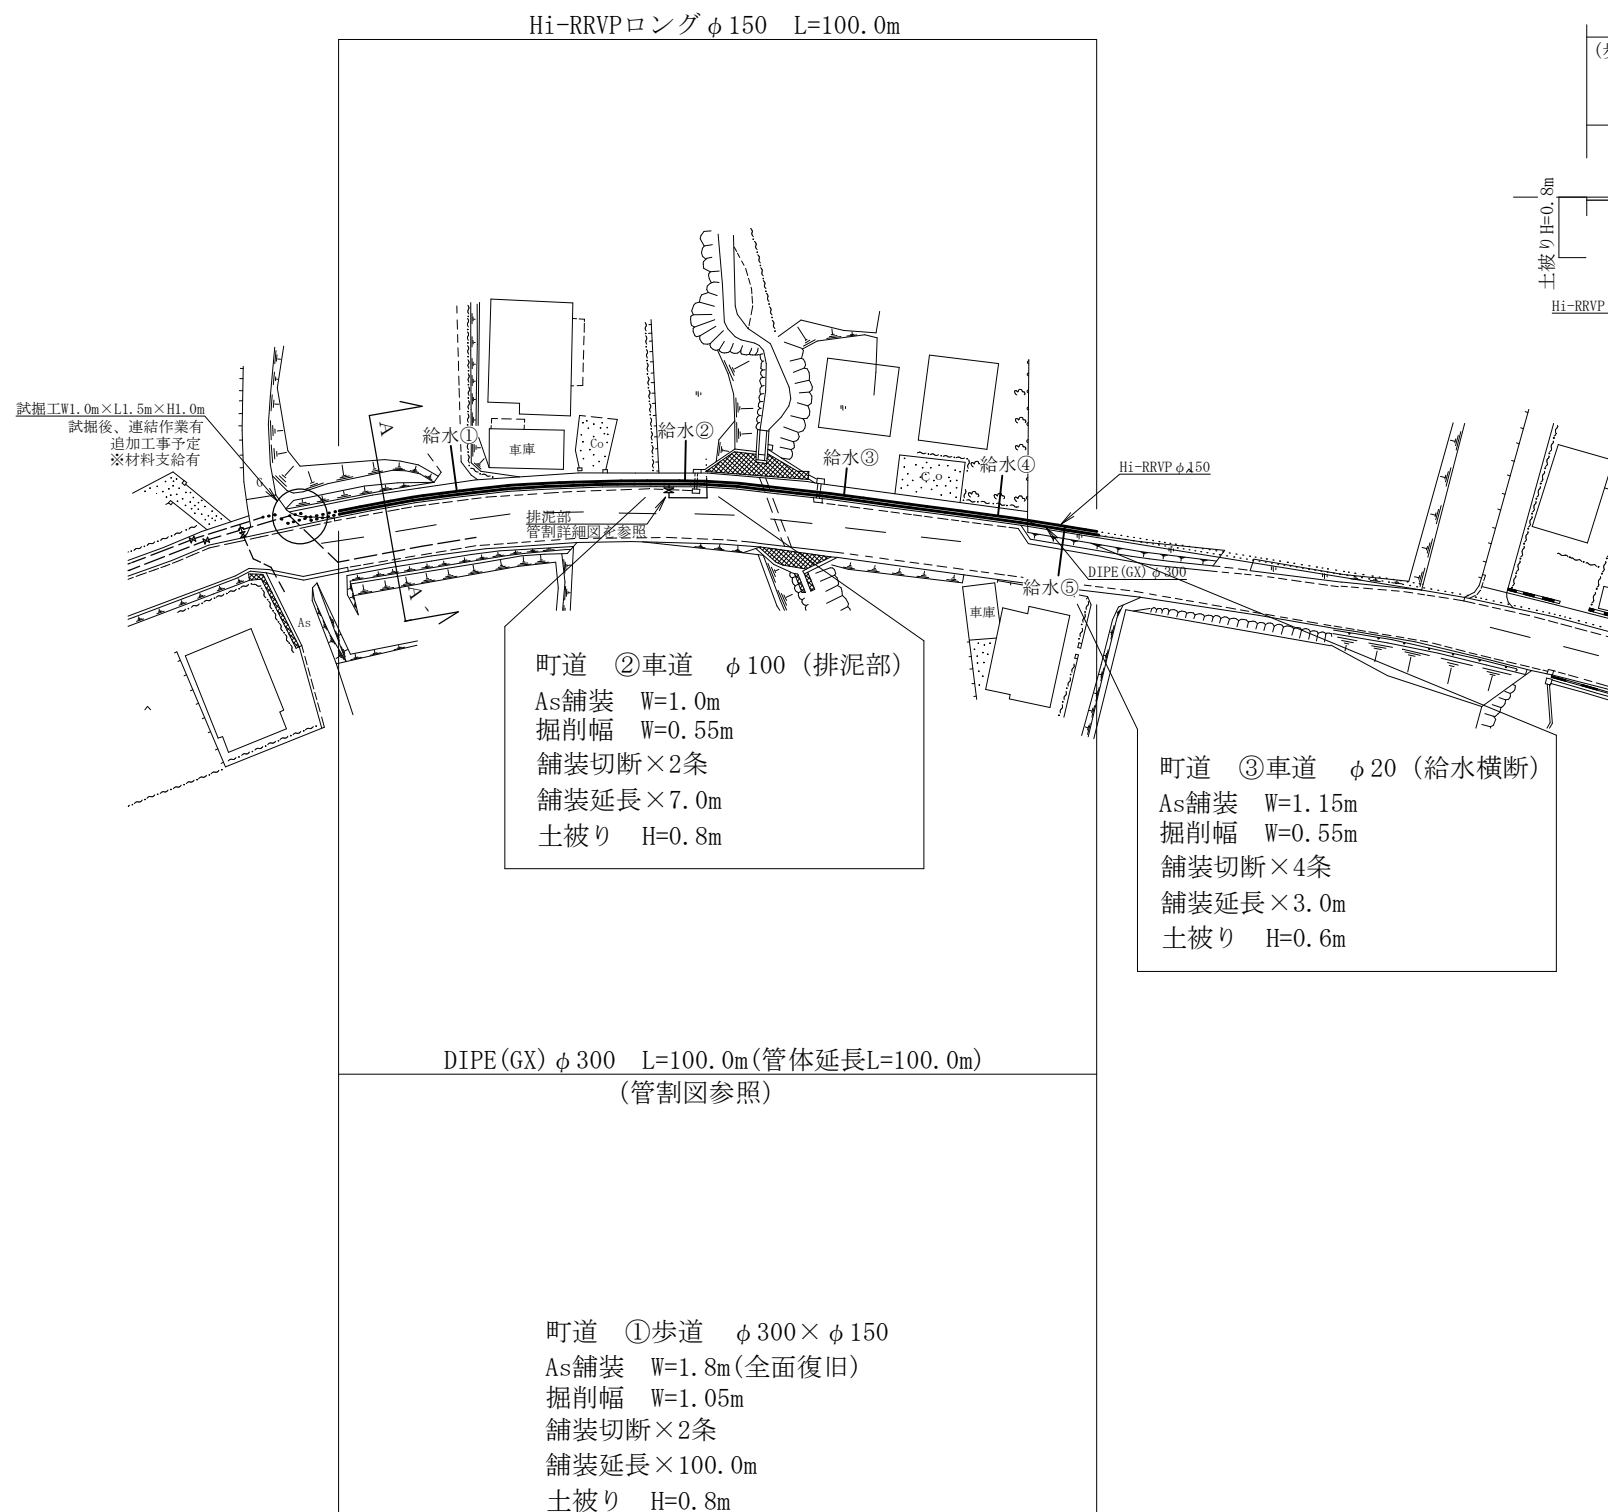 Hi-RRVPロングφ150　L=100.0m
土被りH=0.8m
Hi-RRVP
試掘工W1.0m×L1.5m×H1.0m
試掘後、連結作業有
追加工事予定
※材料支給有
A
給水①
車庫
Co
給水②
給水③
給水④
Co
Hi-RRVPφ150
排泥部
管割詳細図を参照
DIPE(GX)φ300
給水⑤
A'
As
車庫
町道　②車道　φ100（排泥部）
As舗装　W=1.0m
掘削幅　W=0.55m
舗装切断×2条
舗装延長×7.0m
土被り　H=0.8m
町道　③車道　φ20（給水横断）
As舗装　W=1.15m
掘削幅　W=0.55m
舗装切断×4条
舗装延長×3.0m
土被り　H=0.6m
DIPE(GX)φ300　L=100.0m(管体延長L=100.0m)
(管割図参照)
町道　①歩道　φ300×φ150
As舗装　W=1.8m(全面復旧)
掘削幅　W=1.05m
舗装切断×2条
舗装延長×100.0m
土被り　H=0.8m